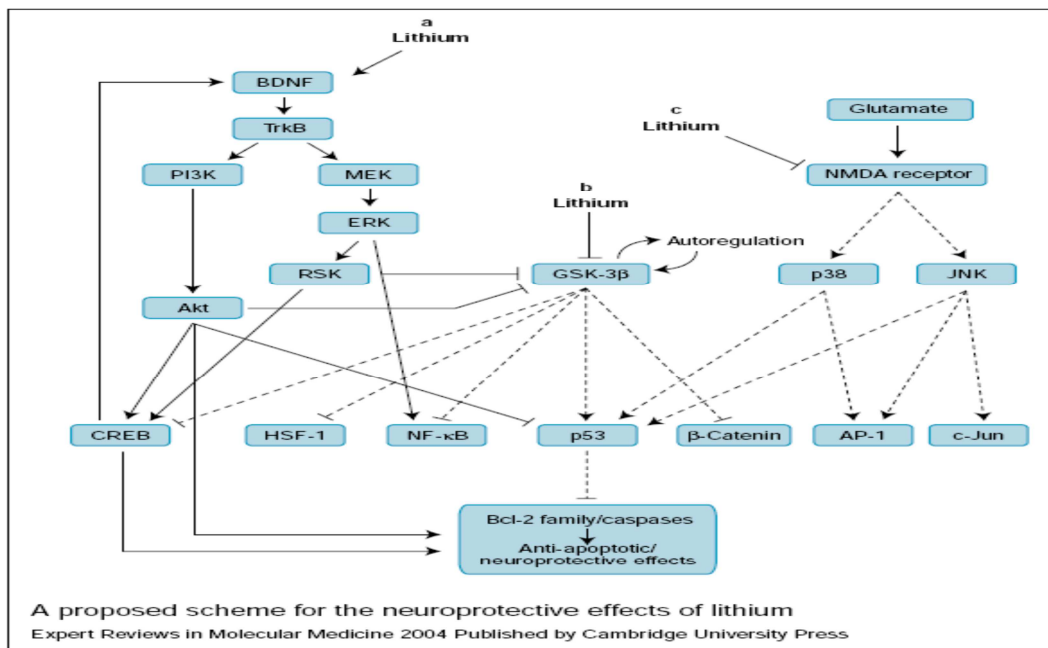 a
Lithium
BDNF
TrkB
PI3K
MEK
ERK
RSK
Akt
b
Lithium
GSK-3β
Autoregulation
c
Lithium
Glutamate
NMDA receptor
p38
JNK
CREB
HSF-1
NF-κB
p53
β-Catenin
AP-1
c-Jun
Bcl-2 family/caspases
Anti-apoptotic/
neuroprotective effects
A proposed scheme for the neuroprotective effects of lithium
Expert Reviews in Molecular Medicine 2004 Published by Cambridge University Press